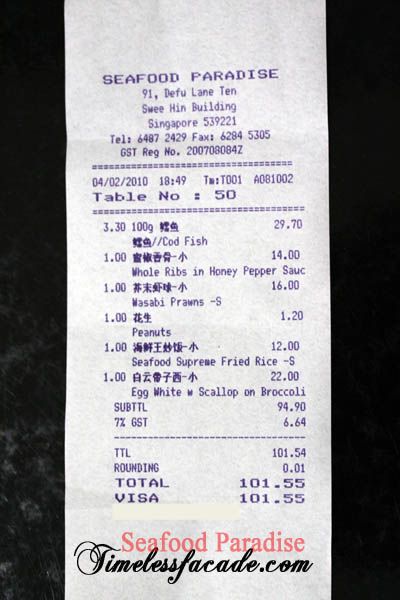 SEAFOOD PARADISE
91, Defu Lane Ten
Swee Hin Building
Singapore 539221
Tel: 6487 2429 Fax: 6284 5305
GST Reg No. 200708084Z
04/02/2010 18:49 Tm:T001 A081002
Table No : 50
3.30 100g 鳕鱼 29.70
鳕鱼//Cod Fish
1.00 蜜椒香骨-小 14.00
Whole Ribs in Honey Pepper Sauc
1.00 芥末虾球-小 16.00
Wasabi Prawns -S
1.00 花生 1.20
Peanuts
1.00 海鲜王炒饭-小 12.00
Seafood Supreme Fried Rice -S
1.00 白云带子西-小 22.00
Egg White w Scallop on Broccoli
SUBTTL 94.90
7% GST 6.64
TTL 101.54
ROUNDING 0.01
TOTAL 101.55
VISA 101.55
Seafood Paradise
Timelessfacade.com